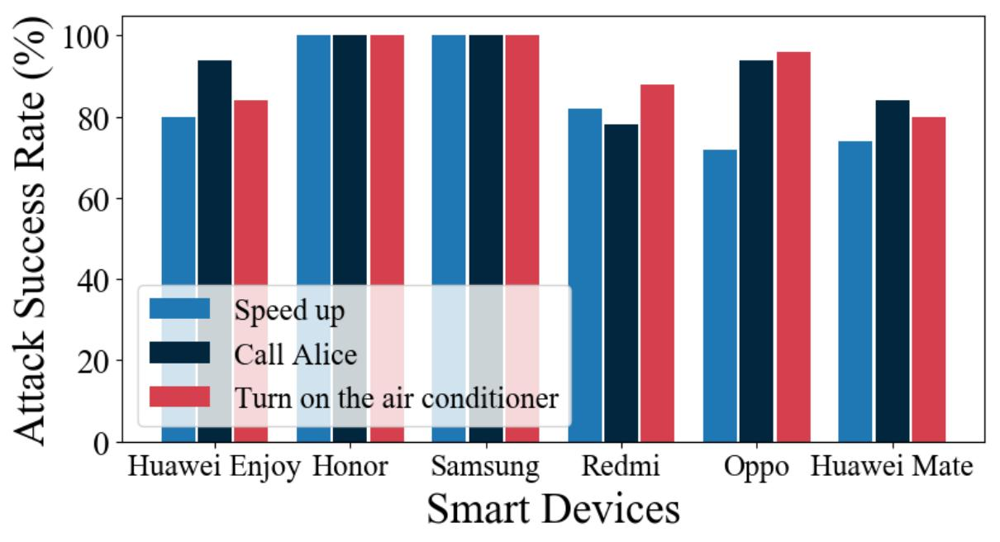 Attack Success Rate (%)
100
80
60
40
20
0
Speed up
Call Alice
Turn on the air conditioner
Huawei Enjoy Honor Samsung Redmi Oppo Huawei Mate
Smart Devices